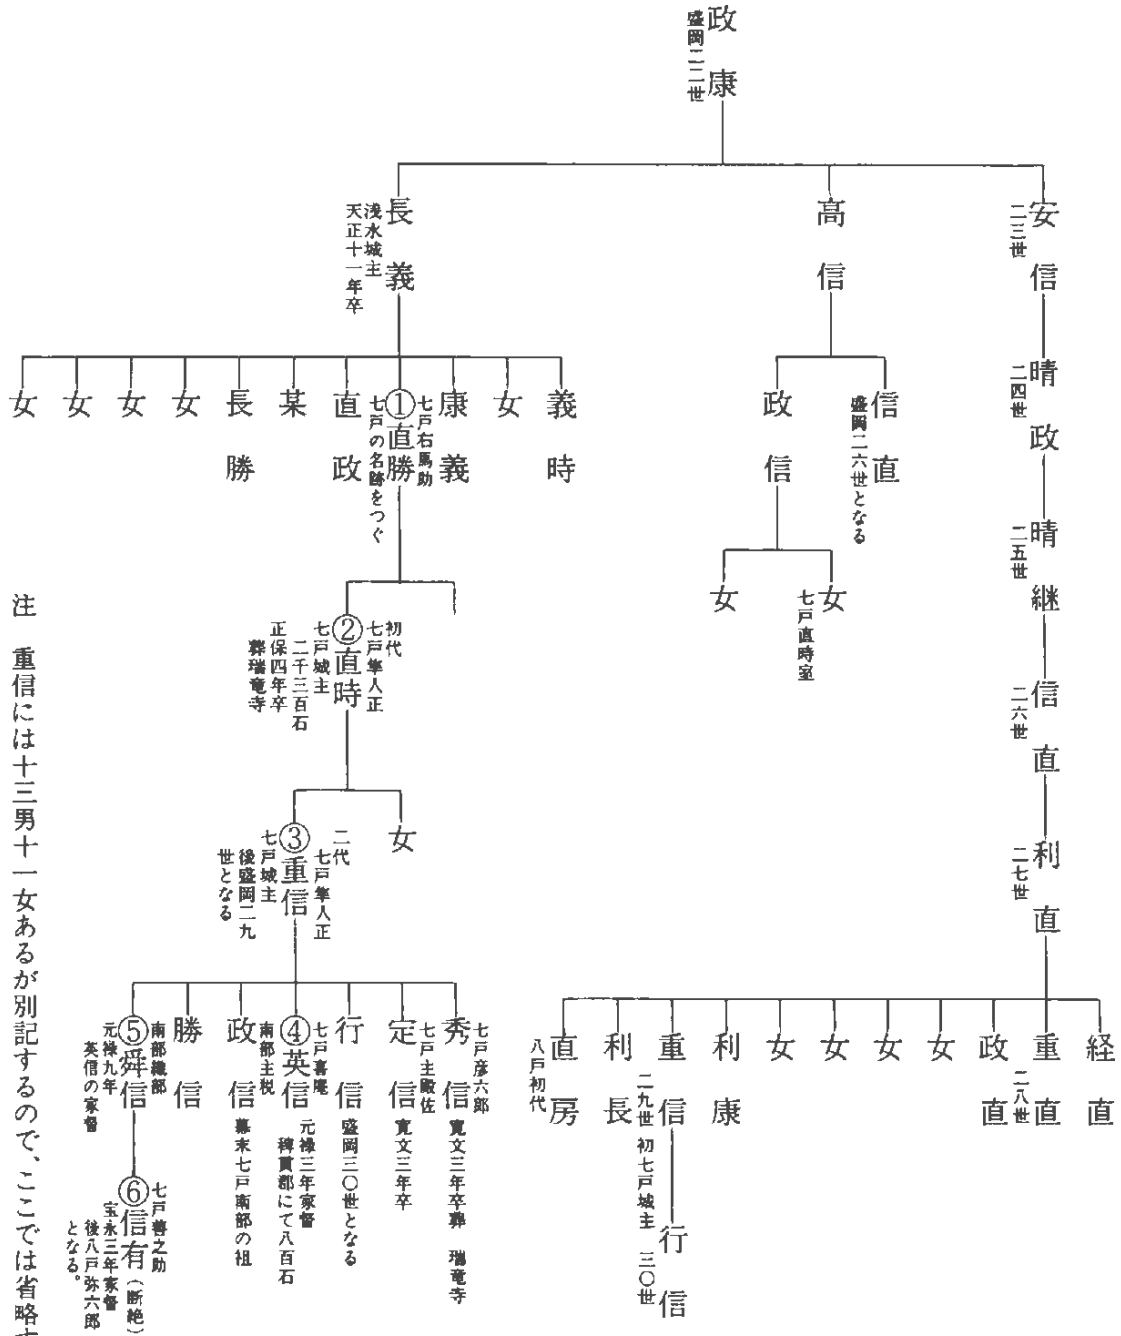 政康
盛岡二二世
安信
二三世
晴政
二四世
晴継
二五世
信直
二六世
利直
二七世
経直
重直
二八世
政直
女
女
女
女
利康
重信
二九世 初七戸城主
行信
三〇世
利長
直房
八戸初代
高信
信直
盛岡二六世となる
政信
女
七戸直時室
女
長義
浅水城主
天正十一年卒
義時
女
康義
七戸右馬助
①直勝
七戸の名跡をつぐ
直政
某
長勝
女
女
女
女
初代
七戸隼人正
②直時
七戸城主
二千三百石
正保四年卒
葬瑞竜寺
女
二代
七戸隼人正
③重信
七戸城主
後盛岡二九
世となる
七戸彦六郎
秀信 寛文三年卒葬 瑞竜寺
七戸主殿佐
定信 寛文三年卒
行信 盛岡三〇世となる
七戸喜庵
④英信 元禄三年家督
稗貫郡にて八百石
南部主税
政信 幕末七戸南部の祖
勝信
南部織部
⑤舜信
元禄九年
英信の家督
七戸善之助
⑥信有(断絶)
宝永三年家督
後八戸弥六郎
となる。
注 重信には十三男十一女あるが別記するので、ここでは省略